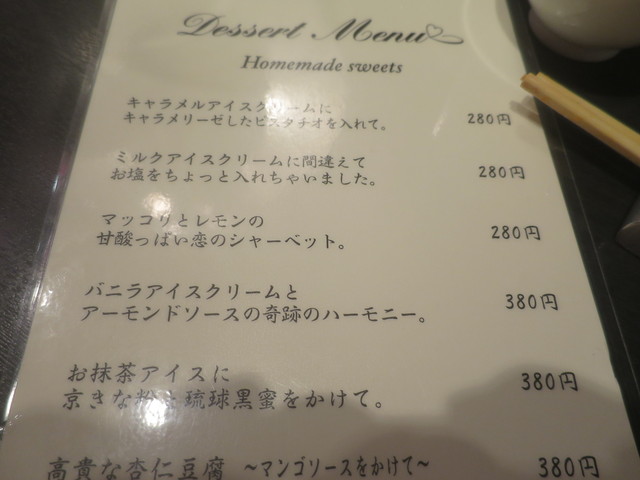 Dessert Menu
Homemade sweets
キャラメルアイスクリームに
キャラメリーゼしたピスタチオを入れて。 280円
ミルクアイスクリームに間違えて
お塩をちょっと入れちゃいました。 280円
マッコリとレモンの
甘酸っぱい恋のシャーベット。 280円
バニラアイスクリームと
アーモンドソースの奇跡のハーモニー。 380円
お抹茶アイスに
京きな粉と琉球黒蜜をかけて。 380円
高貴な杏仁豆腐 ~マンゴソースをかけて~ 380円